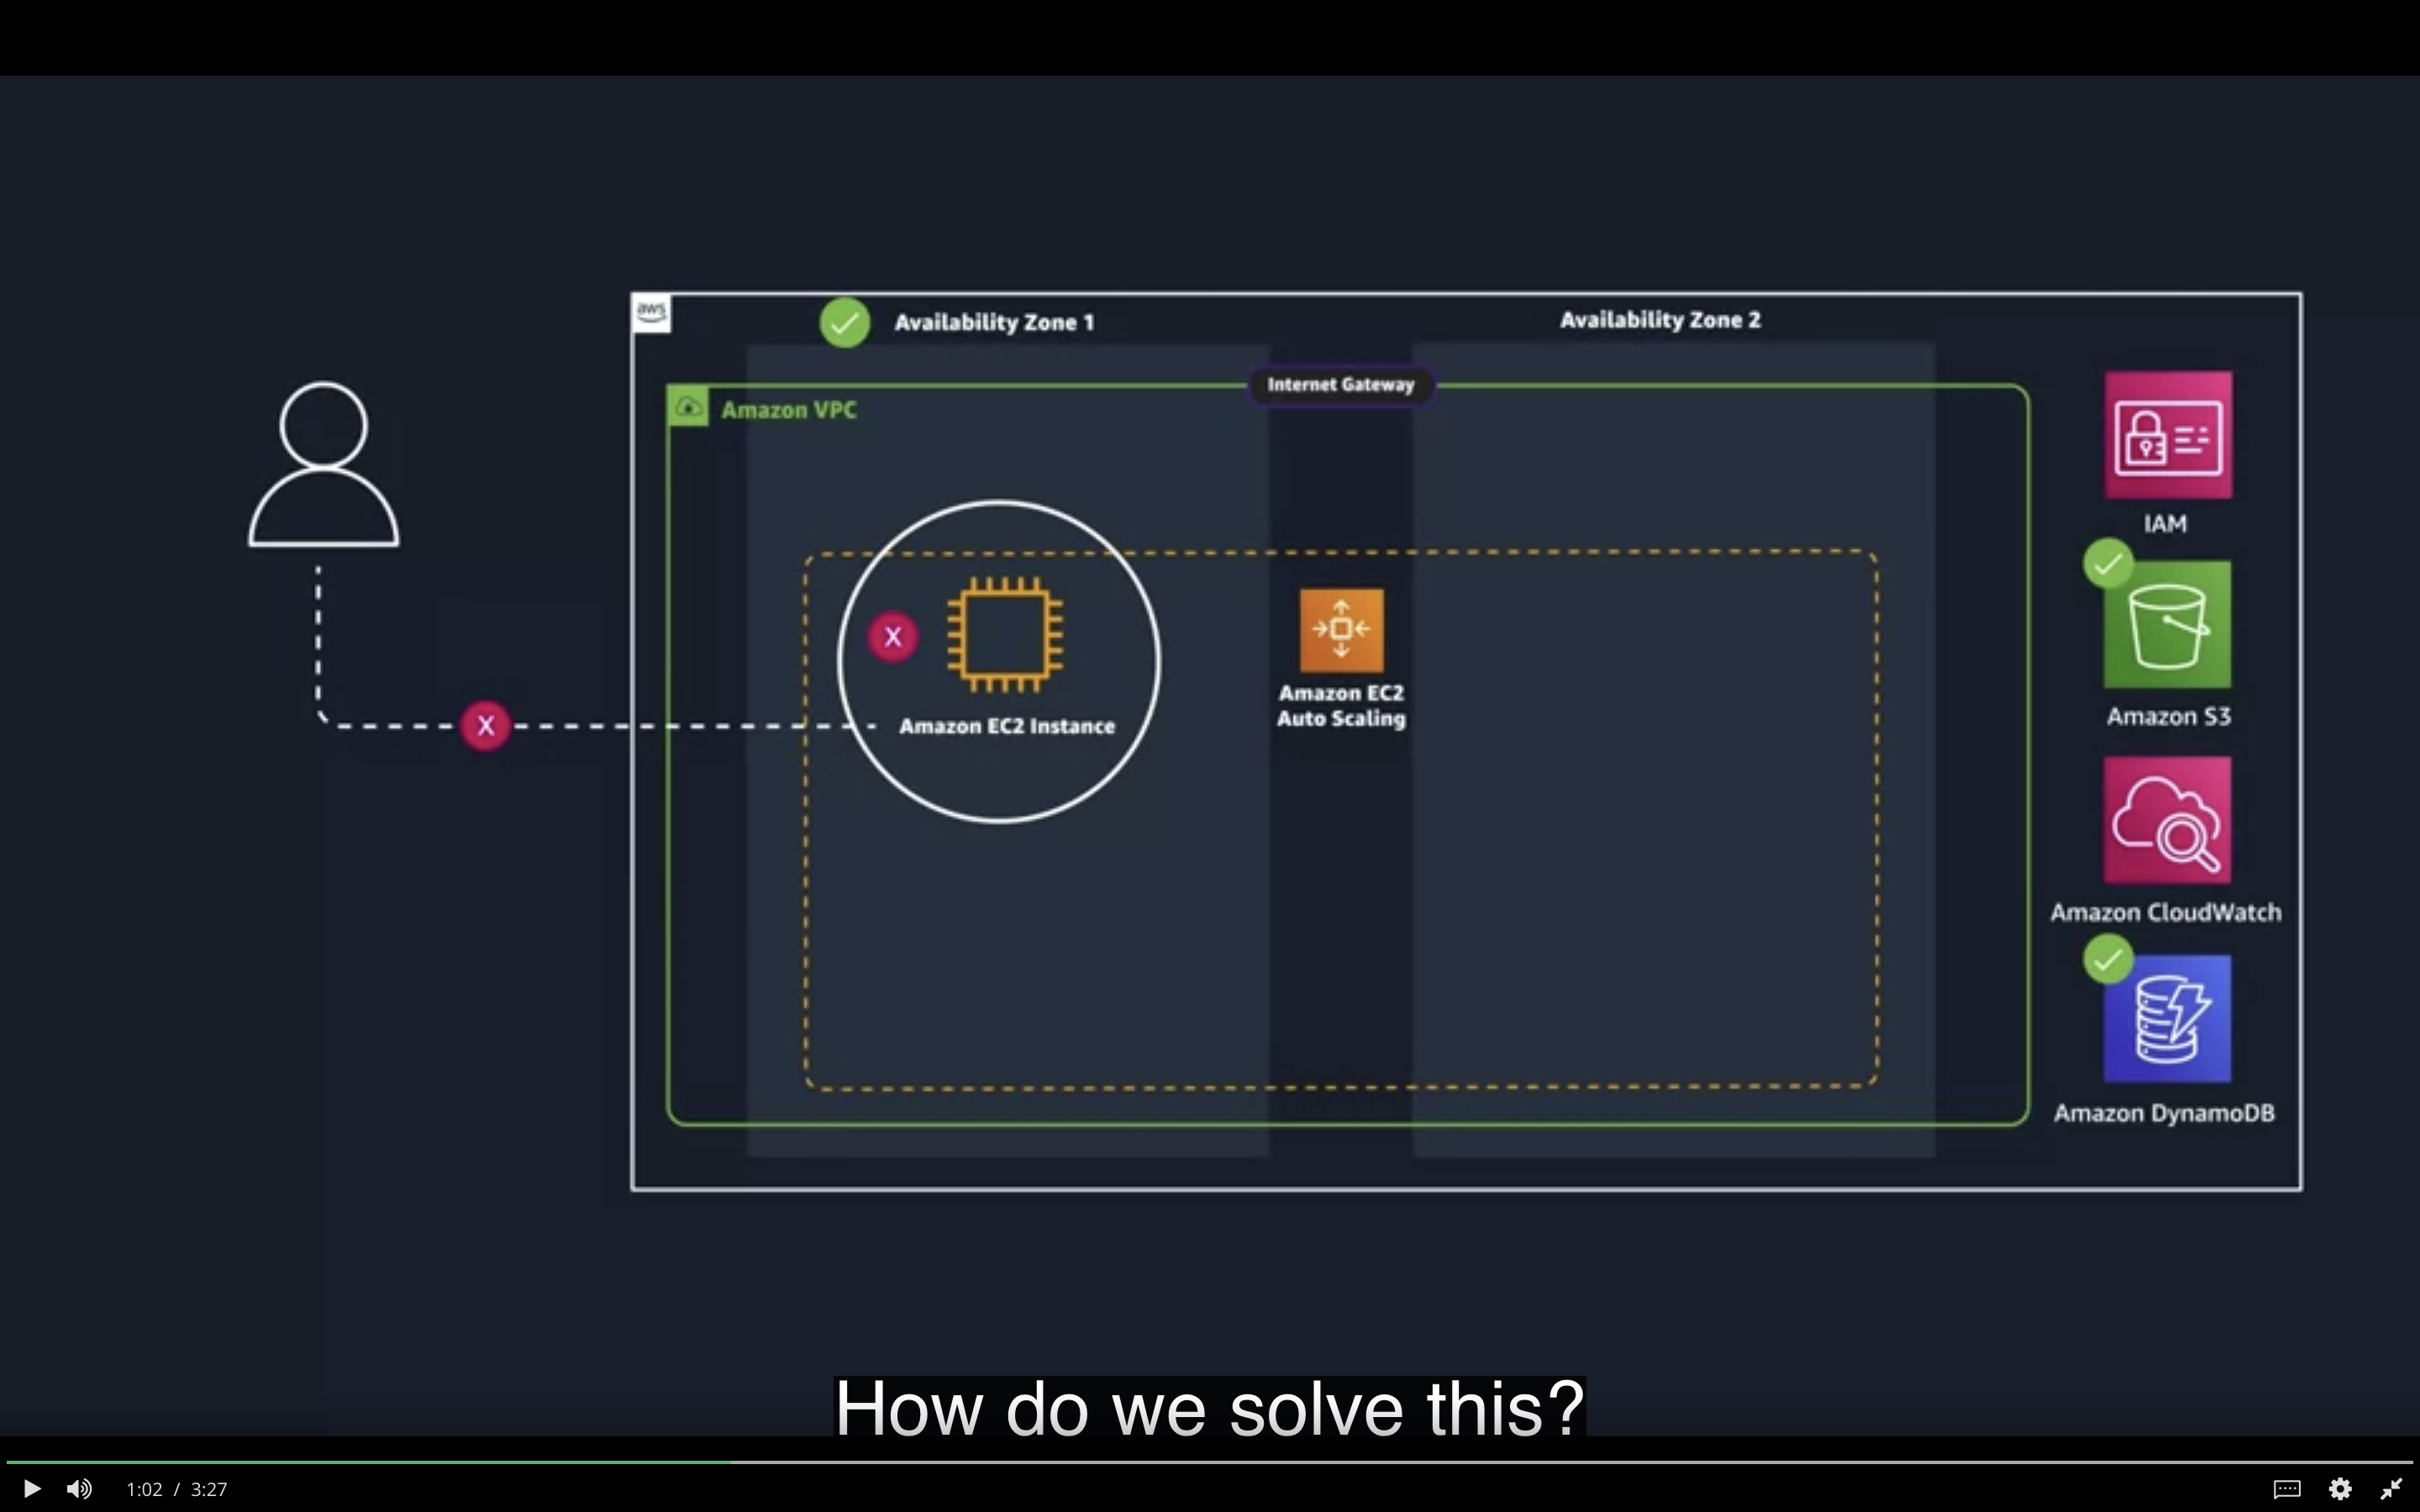 aws
Availability Zone 1
Availability Zone 2
Internet Gateway
Amazon VPC
IAM
X
Amazon EC2 Instance
X
Amazon EC2
Auto Scaling
Amazon S3
Amazon CloudWatch
Amazon DynamoDB
How do we solve this?
1:02 / 3:27